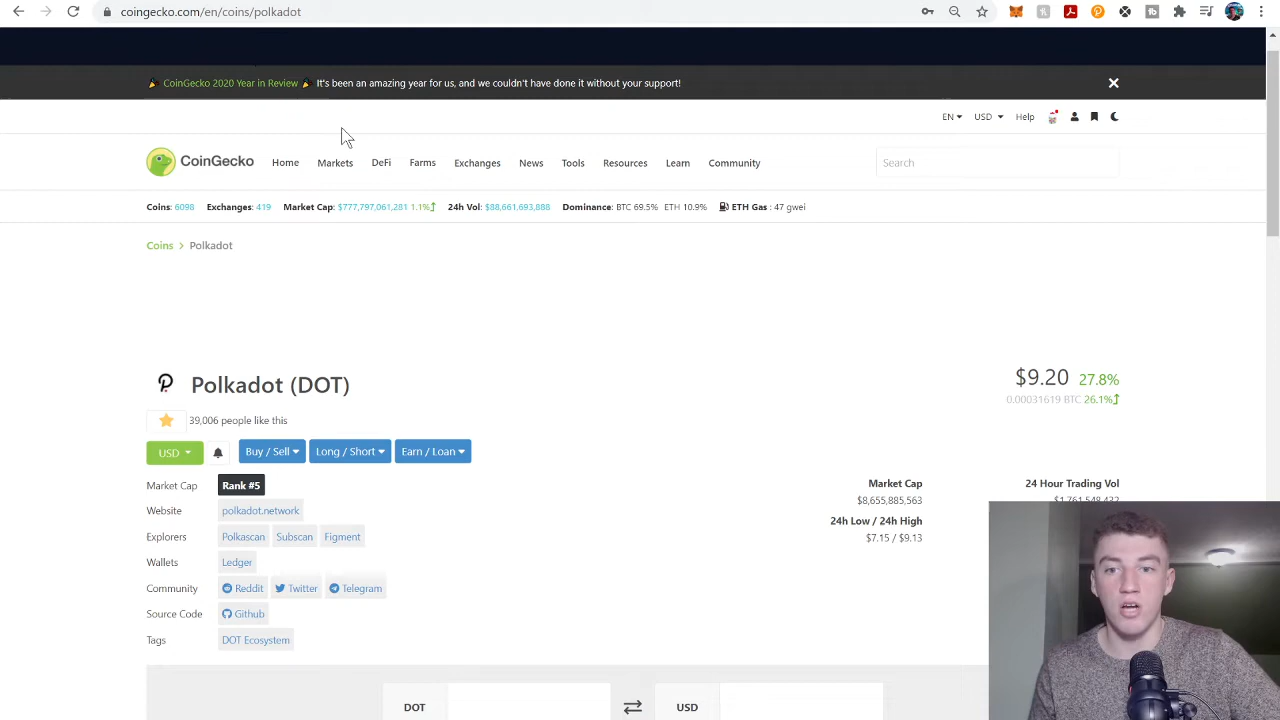 coingecko.com/en/coins/polkadot
CoinGecko 2020 Year in Review It's been an amazing year for us, and we couldn't have done it without your support!
EN USD Help
CoinGecko Home Markets DeFi Farms Exchanges News Tools Resources Learn Community Search
Coins: 6098 Exchanges: 419 Market Cap: $777,797,061,281 1.1% 24h Vol: $88,661,693,888 Dominance: BTC 69.5% ETH 10.9% ETH Gas : 47 gwei
Coins > Polkadot
Polkadot (DOT)
$9.20 27.8%
0.00031619 BTC 26.1%
39,006 people like this
USD Buy / Sell Long / Short Earn / Loan
Market Cap Rank #5
Website polkadot.network
Explorers Polkascan Subscan Figment
Wallets Ledger
Community Reddit Twitter Telegram
Source Code Github
Tags DOT Ecosystem
Market Cap
$8,655,885,563
24 Hour Trading Vol
$1,761,548,432
24h Low / 24h High
$7.15 / $9.13
DOT USD